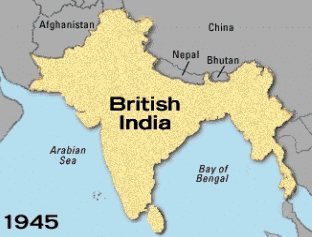 Afghanistan
China
Nepal
Bhutan
British
India
Arabian
Sea
Bay of
Bengal
1945